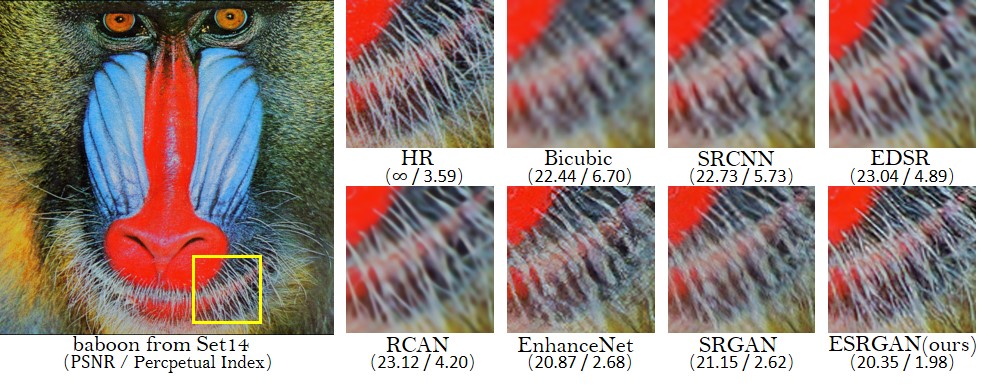 HR
(∞ / 3.59)
Bicubic
(22.44 / 6.70)
SRCNN
(22.73 / 5.73)
EDSR
(23.04 / 4.89)
baboon from Set14
(PSNR / Percpetual Index)
RCAN
(23.12 / 4.20)
EnhanceNet
(20.87 / 2.68)
SRGAN
(21.15 / 2.62)
ESRGAN(ours)
(20.35 / 1.98)